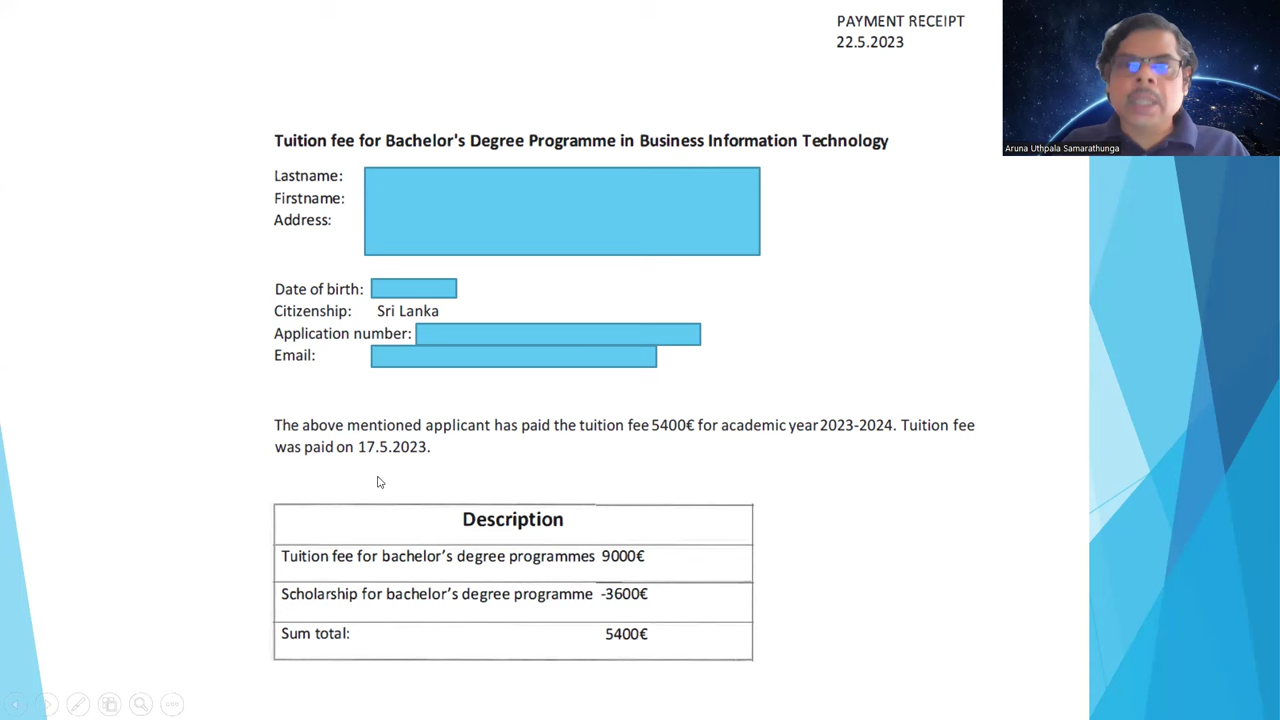 PAYMENT RECEIPT
22.5.2023
Aruna Uthpala Samarathunga
Tuition fee for Bachelor's Degree Programme in Business Information Technology
Lastname:
Firstname:
Address:
Date of birth:
Citizenship: Sri Lanka
Application number:
Email:
The above mentioned applicant has paid the tuition fee 5400€ for academic year 2023-2024. Tuition fee
was paid on 17.5.2023.
Description
Tuition fee for bachelor’s degree programmes 9000€
Scholarship for bachelor’s degree programme -3600€
Sum total: 5400€